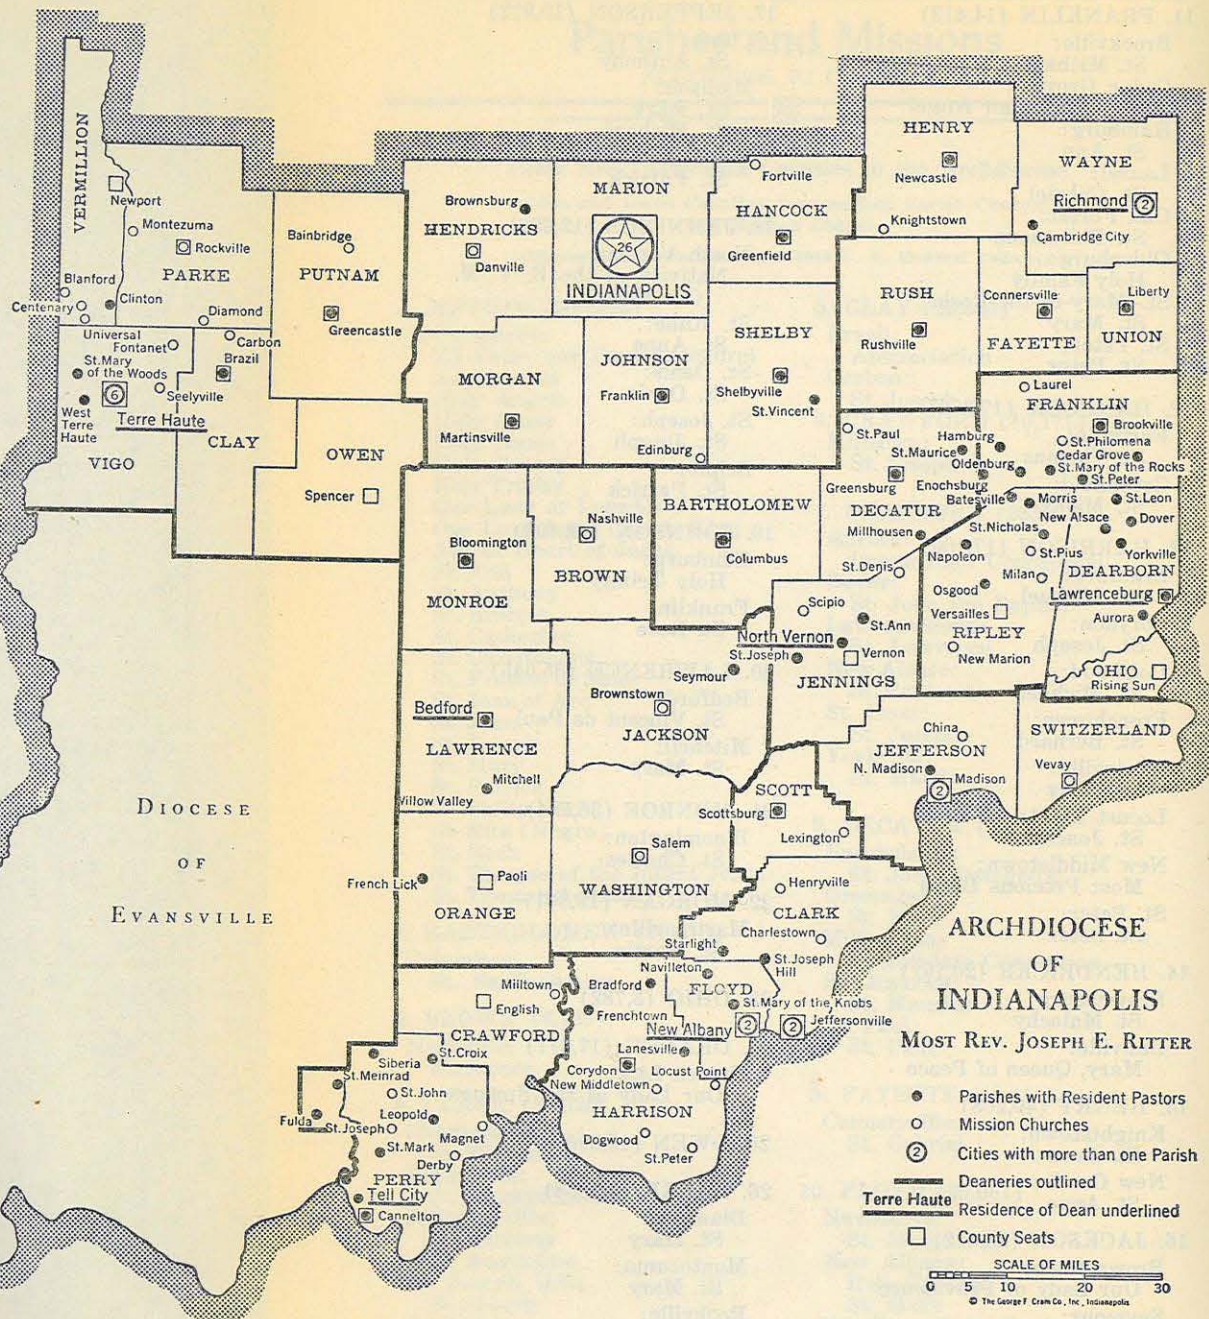 VERMILLION
Newport
Montezuma
Rockville
PARKE
Blanford
Centenary
Clinton
Universal
Diamond
Fontanet
Carbon
St. Mary
of the Woods
Brazil
6
Seelyville
West
Terre
Haute
Terre Haute
CLAY
VIGO
Bainbridge
PUTNAM
Greencastle
OWEN
Spencer
Brownsburg
HENDRICKS
Danville
MARION
26
INDIANAPOLIS
Fortville
HANCOCK
Greenfield
HENRY
Newcastle
Knightstown
WAYNE
Richmond
2
Cambridge City
RUSH
Rushville
Connersville
FAYETTE
Liberty
UNION
MORGAN
Martinsville
JOHNSON
Franklin
Edinburg
SHELBY
Shelbyville
St. Vincent
Laurel
FRANKLIN
Brookville
St. Philomena
Cedar Grove
St. Mary of the Rocks
St. Peter
Hamburg
Oldenburg
Enochsburg
Batesville
St. Paul
St. Maurice
Greensburg
DECATUR
Millhousen
BARTHOLOMEW
Columbus
Nashville
BROWN
Bloomington
MONROE
Morris
St. Leon
New Alsace
Dover
St. Nicholas
Yorkville
Napoleon
St. Pius
DEARBORN
St. Denis
Milan
Osgood
Lawrenceburg
Versailles
Aurora
RIPLEY
New Marion
OHIO
Rising Sun
Scipio
St. Ann
North Vernon
Vernon
St. Joseph
JENNINGS
Seymour
Brownstown
JACKSON
Bedford
LAWRENCE
Mitchell
Willow Valley
China
JEFFERSON
N. Madison
Madison
2
SWITZERLAND
Vevay
SCOTT
Scottsburg
Lexington
Salem
WASHINGTON
French Lick
Paoli
ORANGE
Henryville
CLARK
Charlestown
Starlight
St. Joseph
Hill
Navilleton
FLOYD
Bradford
St. Mary of the Knobs
Frenchtown
New Albany
2
2
Jeffersonville
Lanesville
Corydon
Locust Point
New Middletown
HARRISON
Dogwood
St. Peter
Milltown
English
CRAWFORD
Siberia
St. Croix
St. Meinrad
St. John
Fulda
Leopold
St. Joseph
Magnet
St. Mark
Derby
PERRY
Tell City
Cannelton
DIOCESE
OF
EVANSVILLE
ARCHDIOCESE
OF
INDIANAPOLIS
MOST REV. JOSEPH E. RITTER
Parishes with Resident Pastors
Mission Churches
2 Cities with more than one Parish
Deaneries outlined
Terre Haute Residence of Dean underlined
County Seats
SCALE OF MILES
0 5 10 20 30
© The George F. Cram Co., Inc., Indianapolis